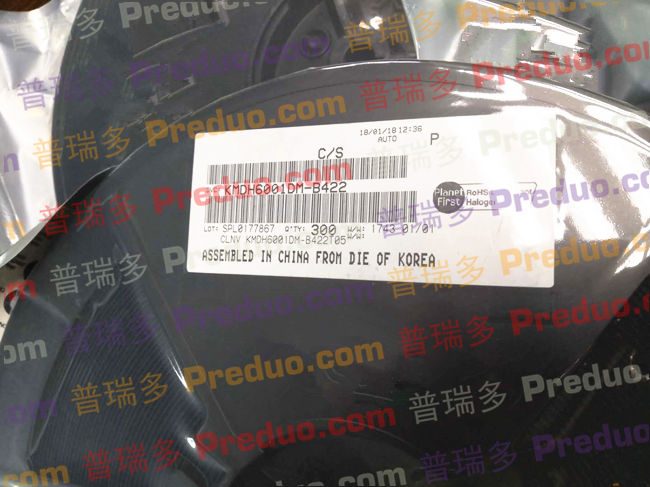 18/01/18 12:36
AUTO
P
C/S
KMDH6001DM-B422
Planet First
RoHS
Haloger
LOT: SPL0177867 Q'TY: 300 W/W: 1743-01/01
CLNV KMDH6001DM-B422T05 W/W:
ASSEMBLED IN CHINA FROM DIE OF KOREA
普瑞多 Preduo.com